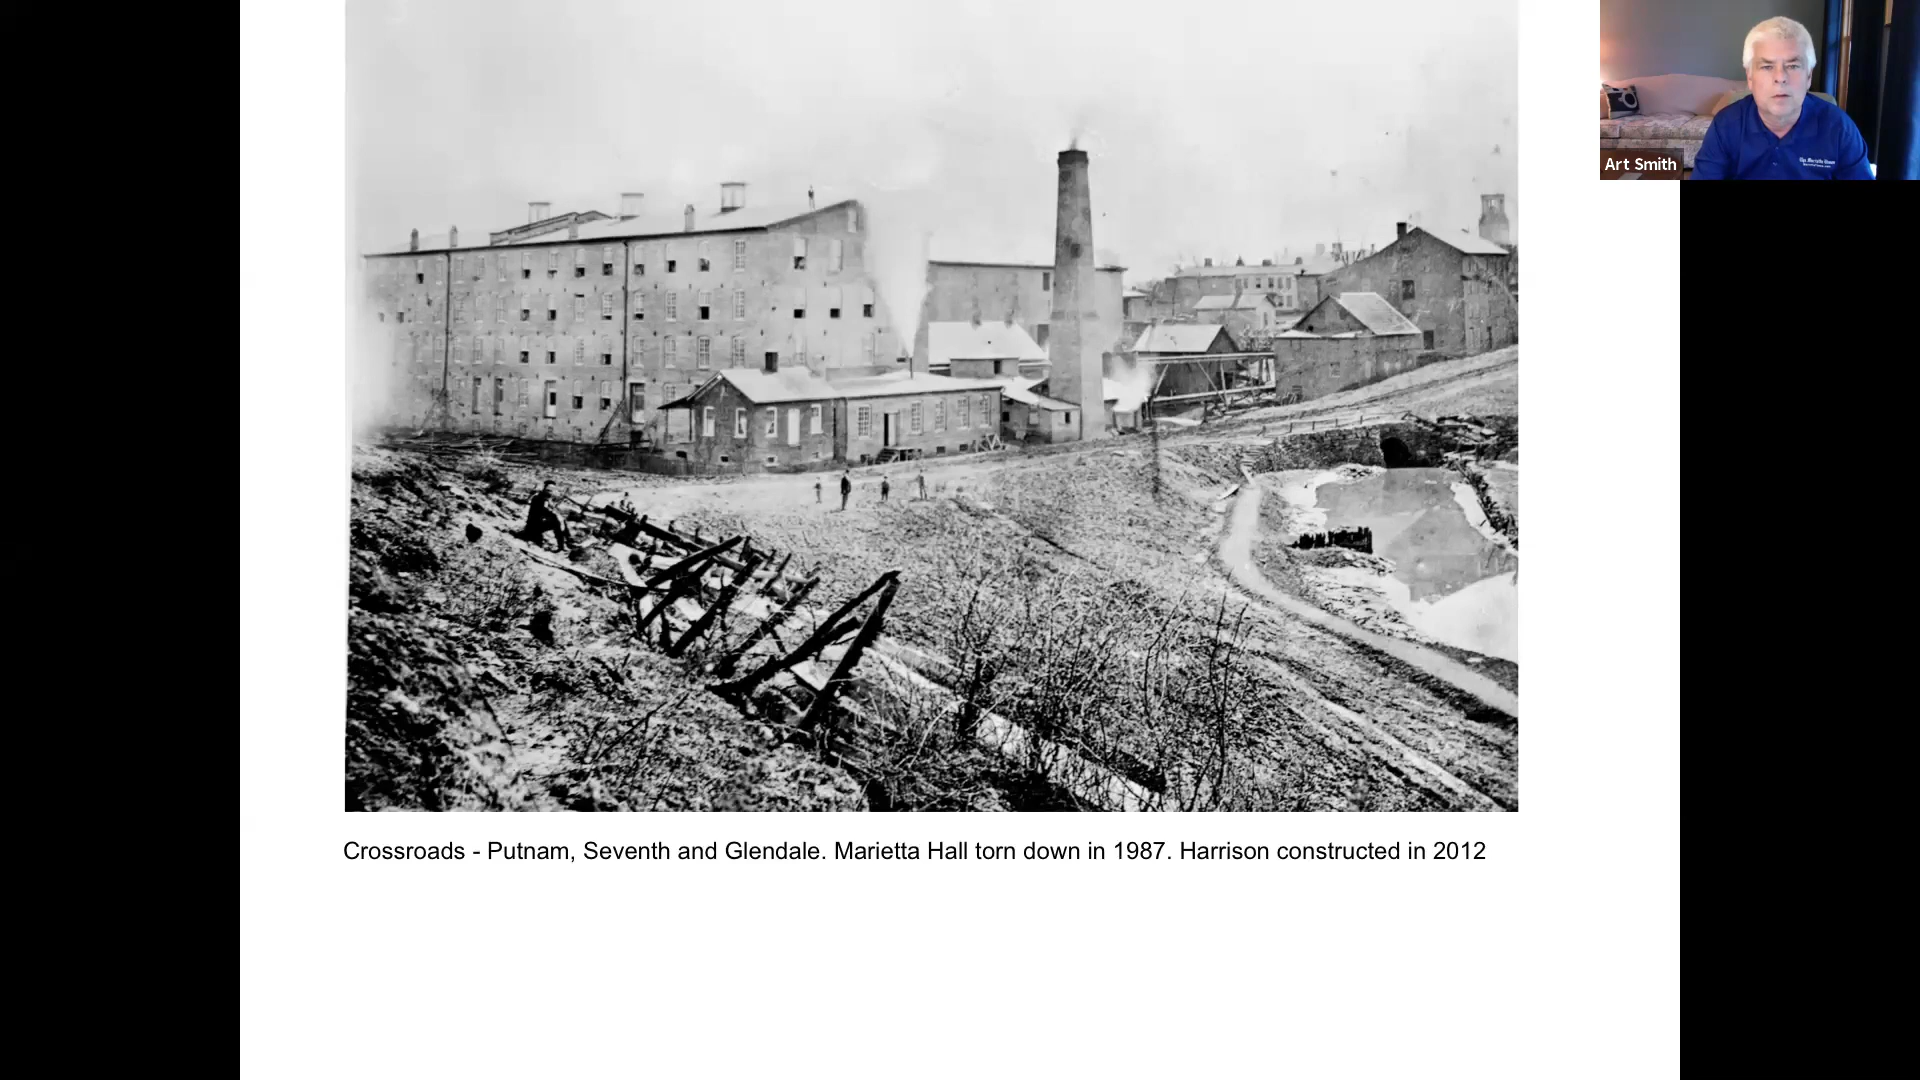 Art Smith
Crossroads - Putnam, Seventh and Glendale. Marietta Hall torn down in 1987. Harrison constructed in 2012